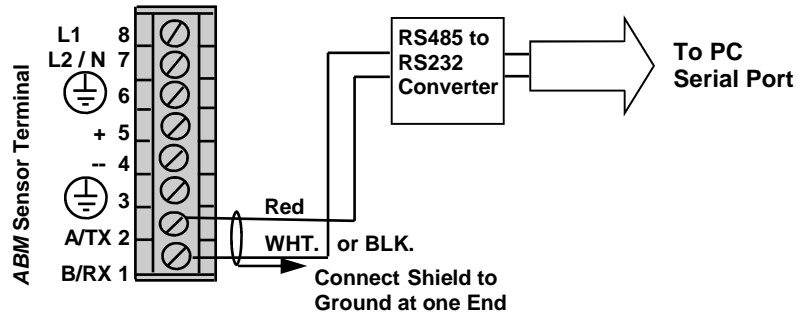 ABM Sensor Terminal
L1 8
L2 / N 7
6
+ 5
-- 4
3
A/TX 2
B/RX 1
Red
WHT. or BLK.
Connect Shield to
Ground at one End
RS485 to
RS232
Converter
To PC
Serial Port